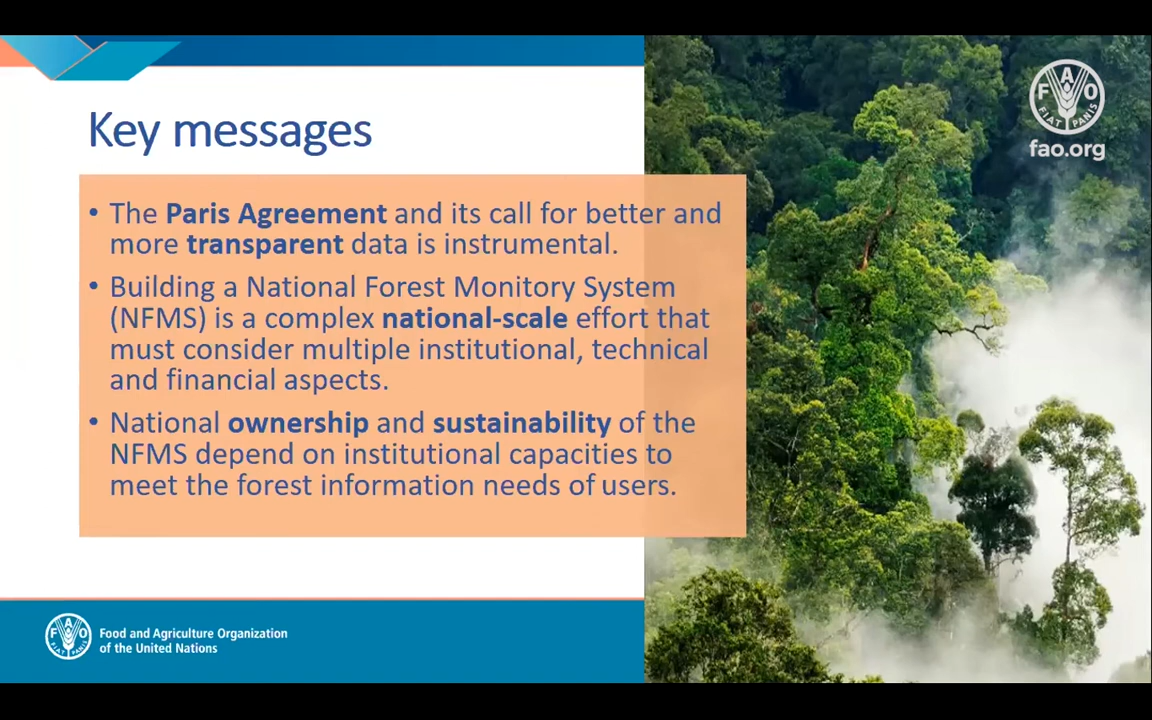 Key messages
• The Paris Agreement and its call for better and
more transparent data is instrumental.
• Building a National Forest Monitory System
(NFMS) is a complex national-scale effort that
must consider multiple institutional, technical
and financial aspects.
• National ownership and sustainability of the
NFMS depend on institutional capacities to
meet the forest information needs of users.
F A O
FIAT PANIS
fao.org
F A O
FIAT PANIS
Food and Agriculture Organization
of the United Nations